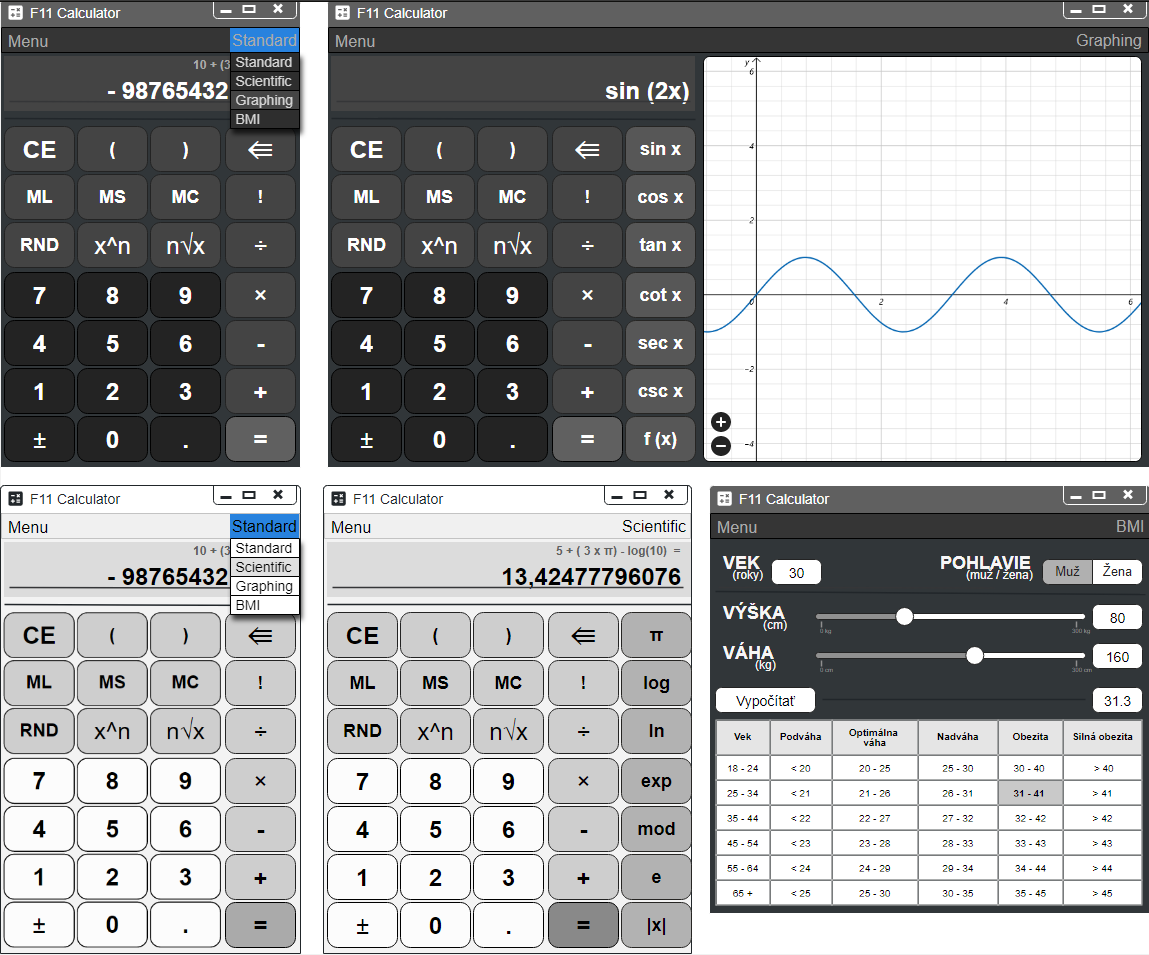 F11 Calculator
Menu Standard
10 + (3
- 98765432
Standard
Scientific
Graphing
BMI
CE ( ) ⇐
ML MS MC !
RND x^n n√x ÷
7 8 9 ×
4 5 6 -
1 2 3 +
± 0 . =
F11 Calculator
Menu Graphing
sin (2x)
CE ( ) ⇐ sin x
ML MS MC ! cos x
RND x^n n√x ÷ tan x
7 8 9 × cot x
4 5 6 - sec x
1 2 3 + csc x
± 0 . = f (x)
y
6
4
2
0 2 4 6
−2
−4
+
−
F11 Calculator
Menu Standard
10 + (3
- 98765432
Standard
Scientific
Graphing
BMI
CE ( ) ⇐
ML MS MC !
RND x^n n√x ÷
7 8 9 ×
4 5 6 -
1 2 3 +
± 0 . =
F11 Calculator
Menu Scientific
5 + ( 3 x π ) - log(10) =
13,42477796076
CE ( ) ⇐ π
ML MS MC ! log
RND x^n n√x ÷ ln
7 8 9 × exp
4 5 6 - mod
1 2 3 + e
± 0 . = |x|
F11 Calculator
Menu BMI
VEK 30 POHLAVIE Muž Žena
(roky) (muž / žena)
VÝŠKA 80
(cm)
0 kg 300 kg
VÁHA 160
(kg)
0 cm 300 cm
Vypočítať 31.3
Vek Podváha Optimálna váha Nadváha Obezita Silná obezita
18 - 24 < 20 20 - 25 25 - 30 30 - 40 > 40
25 - 34 < 21 21 - 26 26 - 31 31 - 41 > 41
35 - 44 < 22 22 - 27 27 - 32 32 - 42 > 42
45 - 54 < 23 23 - 28 28 - 33 33 - 43 > 43
55 - 64 < 24 24 - 29 29 - 34 34 - 44 > 44
65 + < 25 25 - 30 30 - 35 35 - 45 > 45